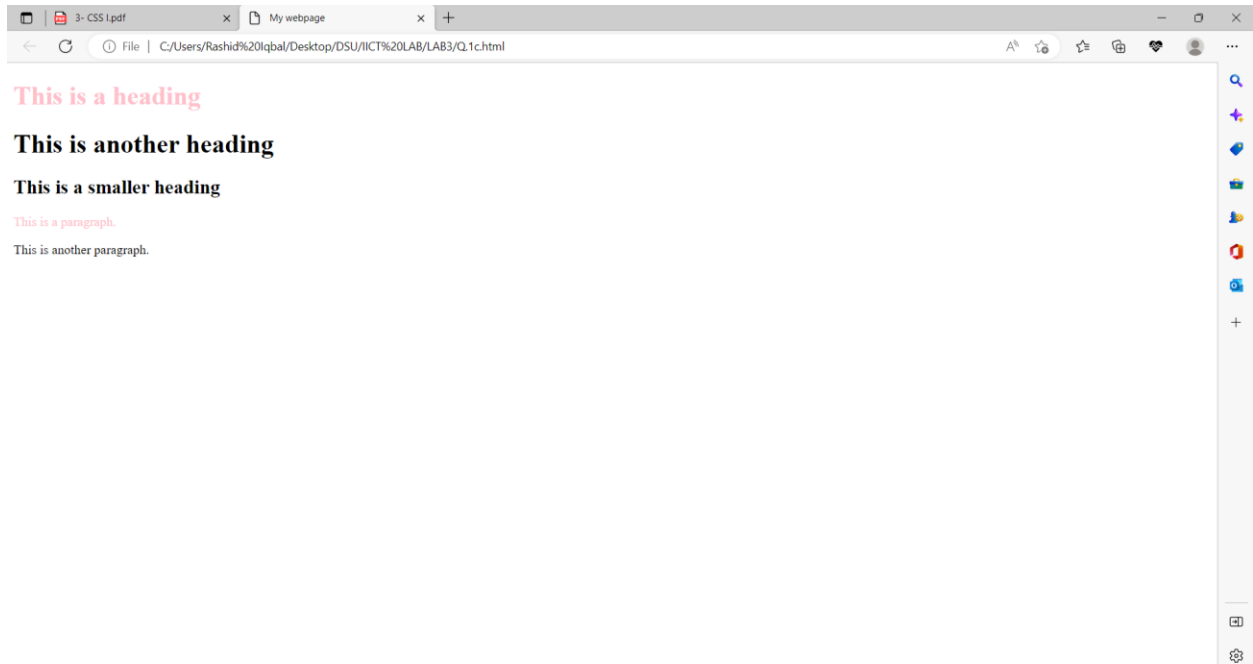 3- CSS I.pdf
My webpage
File | C:/Users/Rashid%20Iqbal/Desktop/DSU/IICT%20LAB/LAB3/Q.1c.html
This is a heading
This is another heading
This is a smaller heading
This is a paragraph.
This is another paragraph.